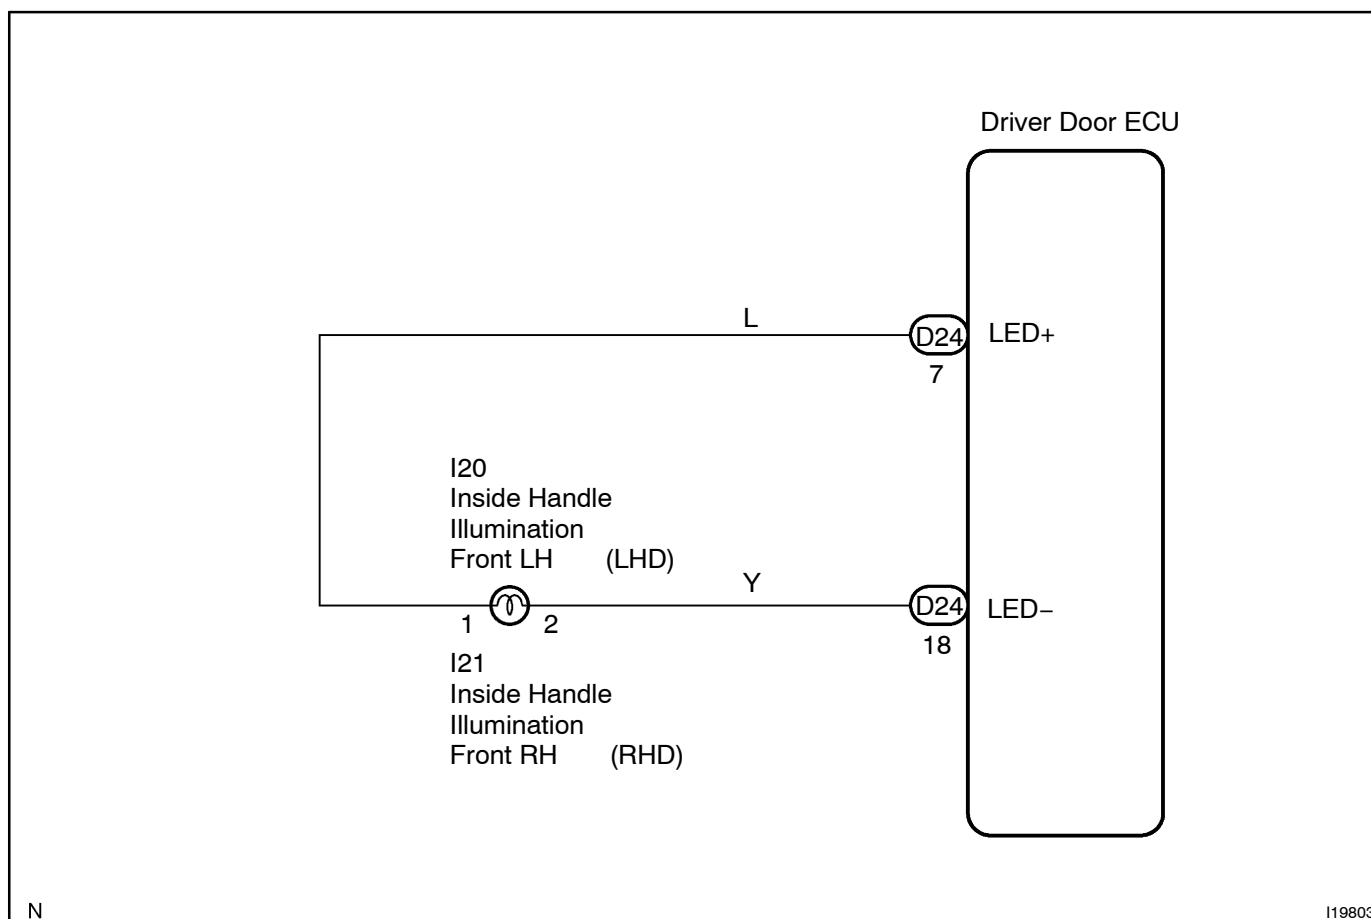 Driver Door ECU
L
D24
LED+
7
I20
Inside Handle
Illumination
Front LH (LHD)
Y
D24
LED−
1
2
18
I21
Inside Handle
Illumination
Front RH (RHD)
N
I19803